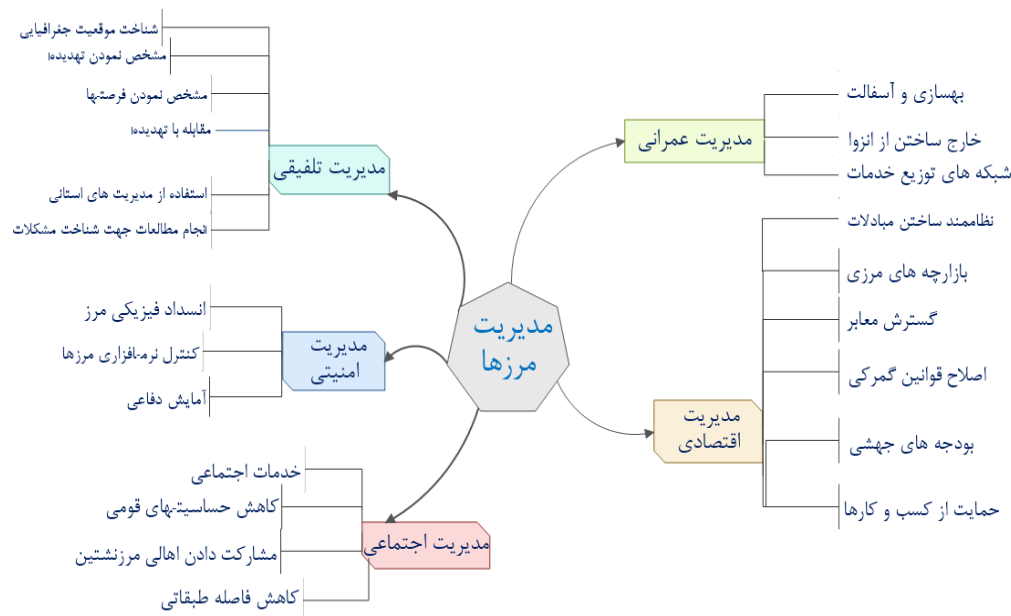 مدیریت
مرزها
مدیریت عمرانی
بهسازی و آسفالت
خارج ساختن از انزوا
شبکه های توزیع خدمات
مدیریت
اقتصادی
نظاممند ساختن مبادلات
بازارچه های مرزی
گسترش معابر
اصلاح قوانین گمرکی
بودجه های جهشی
حمایت از کسب و کارها
مدیریت تلفیقی
شناخت موقعیت جغرافیایی
مشخص نمودن تهدیدها
مشخص نمودن فرصتها
مقابله با تهدیدها
استفاده از مدیریت های استانی
انجام مطالعات جهت شناخت مشکلات
مدیریت
امنیتی
انسداد فیزیکی مرز
کنترل نرم-افزاری مرزها
آمایش دفاعی
مدیریت اجتماعی
خدمات اجتماعی
کاهش حساسیت-های قومی
مشارکت دادن اهالی مرزنشتین
کاهش فاصله طبقاتی